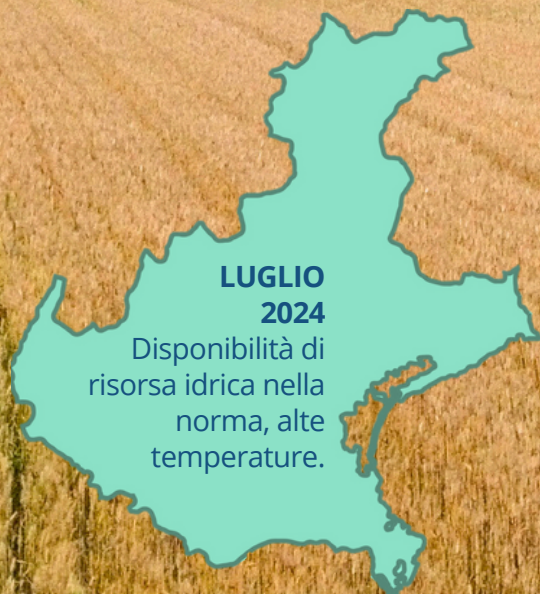 LUGLIO
2024
Disponibilità di
risorsa idrica nella
norma, alte
temperature.